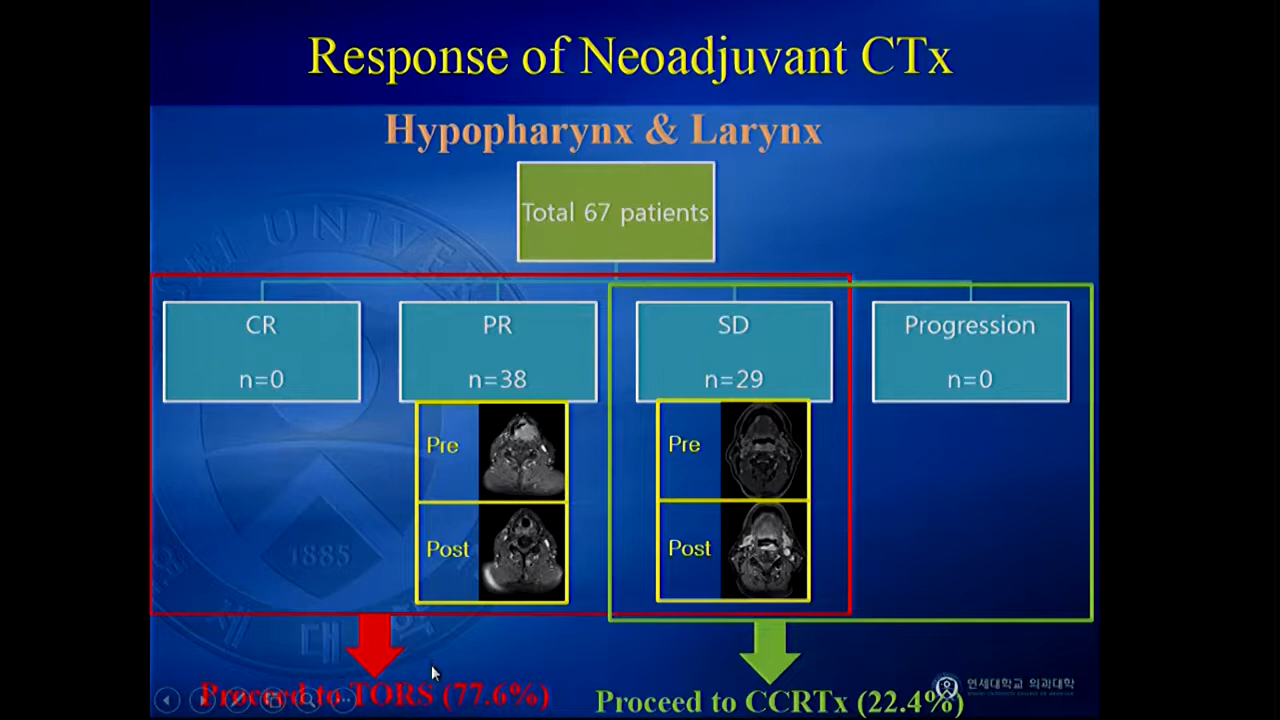 Response of Neoadjuvant CTx
Hypopharynx & Larynx
Total 67 patients
CR
n=0
PR
n=38
SD
n=29
Progression
n=0
Pre
Post
Pre
Post
1885
Proceed to TORS (77.6%)
Proceed to CCRTx (22.4%)
연세대학교 의과대학